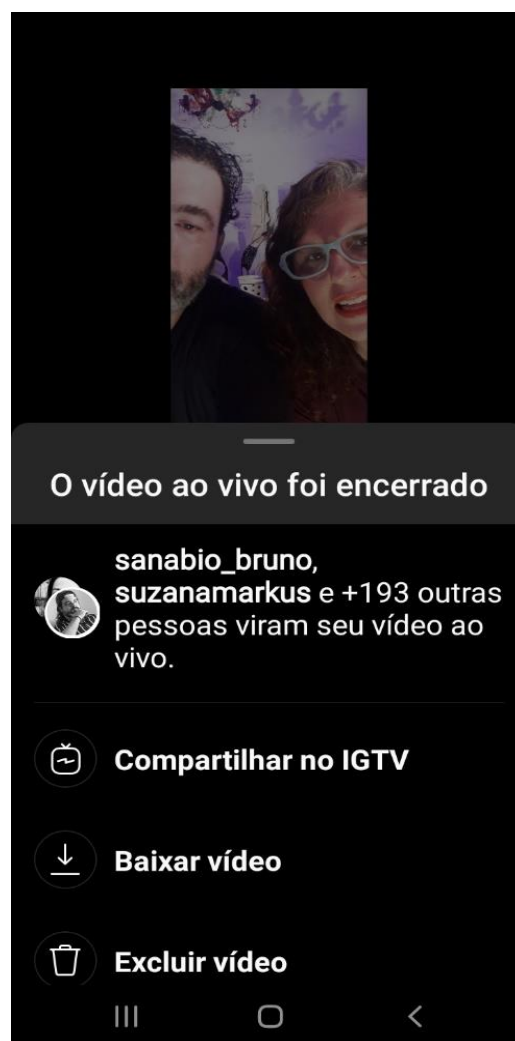 O vídeo ao vivo foi encerrado
sanabio_bruno,
suzanamarkus e +193 outras
pessoas viram seu vídeo ao
vivo.
Compartilhar no IGTV
Baixar vídeo
Excluir vídeo